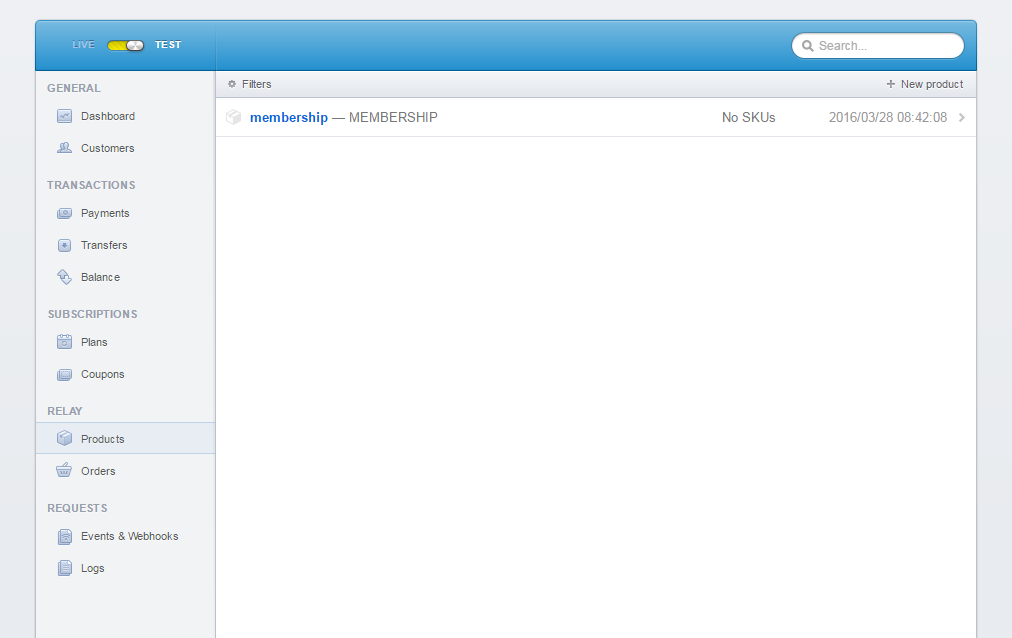 LIVE TEST Search...
GENERAL
Dashboard
Customers
TRANSACTIONS
Payments
Transfers
Balance
SUBSCRIPTIONS
Plans
Coupons
RELAY
Products
Orders
REQUESTS
Events & Webhooks
Logs
Filters New product
membership — MEMBERSHIP No SKUs 2016/03/28 08:42:08